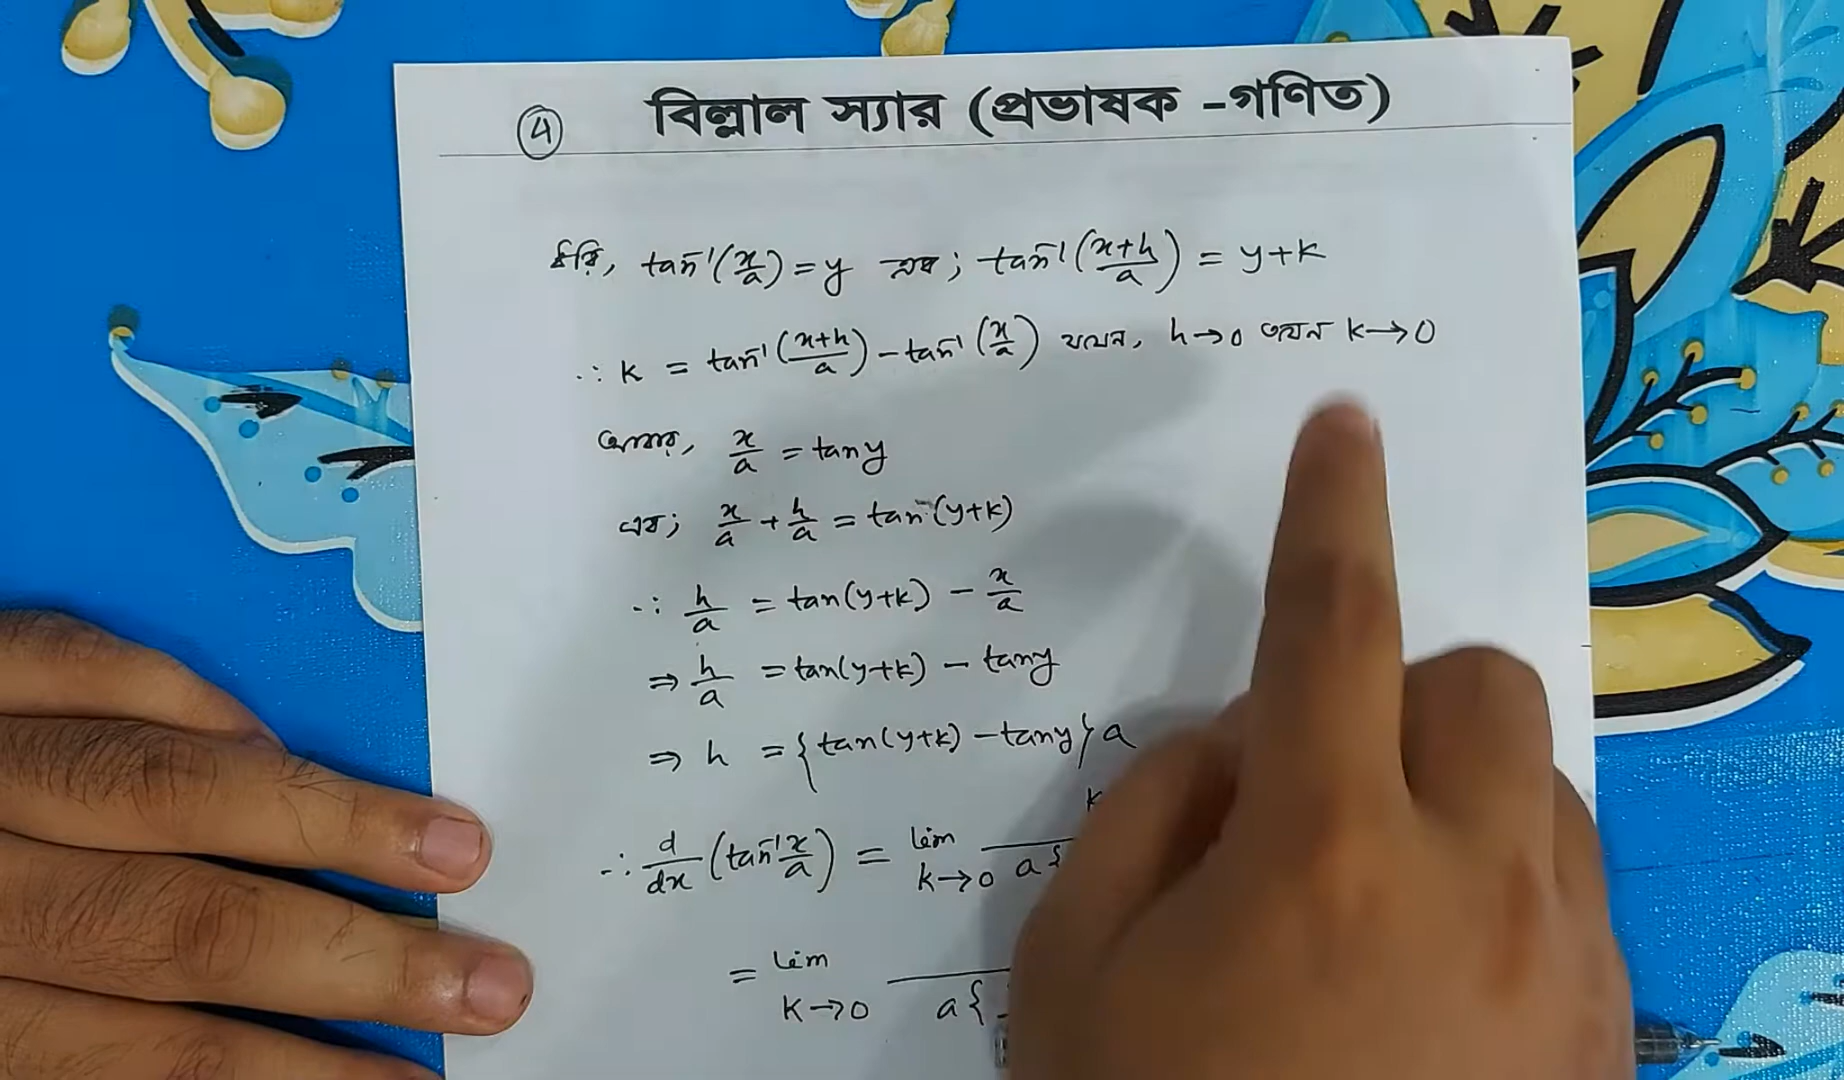 ④ বিল্লাল স্যার (প্রভাষক -গণিত)
ধরি, tan⁻¹(x/a) = y এবং ; tan⁻¹((x+h)/a) = y+k
∴ k = tan⁻¹((x+h)/a) - tan⁻¹(x/a) যখন, h→0 তখন k→0
x/a = tany
এবং ; x/a + h/a = tan(y+k)
∴ h/a = tan(y+k) - x/a
⇒ h/a = tan(y+k) - tany
⇒ h = {tan(y+k) - tany} a
∴ d/dx (tan⁻¹ x/a) = lim k→0 k / a{
= lim k→0 a{